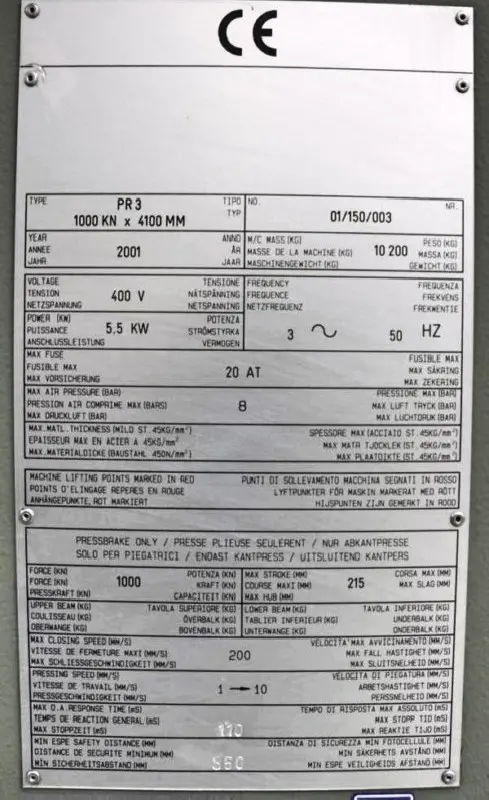 CE
TYPE PR3 TIPO NO. 01/150/003 NR.
1000 KN x 4100 MM TYP
YEAR ANNO M/C MASS (KG) PESO (KG)
ANNEE 2001 ÅR MASSE DE LA MACHINE (KG) 10 200 MASSA (KG)
JAHR JAAR MASCHINENGEWICHT (KG) GEWICHT (KG)
VOLTAGE TENSIONE FREQUENCY FREQUENZA
TENSION 400 V NÄTSPÄNNING FREQUENCE FREKVENS
NETZSPANNUNG NETSPANNING NETZFREQUENZ FREKWENTIE
POWER (KW) POTENZA
PUISSANCE 5,5 KW STRÖMSTYRKA 3 ~ 50 HZ
ANSCHLUSSLEISTUNG VERMOGEN
MAX FUSE FUSIBLE MAX
FUSIBLE MAX 20 AT MAX SÄKRING
MAX VORSICHERUNG MAX ZEKERING
MAX AIR PRESSURE (BAR) PRESSIONE MAX (BAR)
PRESSION AIR COMPRIME MAX (BARS) 8 MAX LUFT TRYCK (BAR)
MAX DRUCKLUFT (BAR) MAX LUCHTDRUK (BAR)
MAX.MATL.THICKNESS (MILD ST.45KG/mm²) SPESSORE MAX (ACCIAIO ST.45KG/mm²)
EPAISSEUR MAX EN ACIER A 45KG/mm² MAX MATR TJOCKLEK (ST.45KG/mm²)
MAX.MATERIALDICKE (BAUSTAHL 450N/mm²) MAX PLAATDIKTE (ST.45KG/mm²)
MACHINE LIFTING POINTS MARKED IN RED PUNTI DI SOLLEVAMENTO MACCHINA SEGNATI IN ROSSO
POINTS D'ELINGAGE REPERES EN ROUGE LYFTPUNKTER FÖR MASKIN MARKERAT MED RÖTT
ANHÄNGEPUNKTE, ROT MARKIERT HIJSPUNTEN ZIJN GEMERKT IN ROOD
PRESSBRAKE ONLY / PRESSE PLIEUSE SEULEMENT / NUR ABKANTPRESSE
SOLO PER PIEGATRICI / ENDAST KANTPRESS / UITSLUITEND KANTPERS
FORCE (KN) POTENZA (KN) MAX STROKE (MM) CORSA MAX (MM)
FORCE (KN) 1000 KRAFT (KN) COURSE MAXI (MM) 215 MAX SLAG (MM)
PRESSKRAFT (KN) CAPACITEIT (KN) MAX HUB (MM)
UPPER BEAM (KG) TAVOLA SUPERIORE (KG) LOWER BEAM (KG) TAVOLA INFERIORE (KG)
COULISSEAU (KG) ÖVERBALK (KG) TABLIER INFERIEUR (KG) UNDERBALK (KG)
OBERWANGE (KG) BOVENBALK (KG) UNTERWANGE (KG) ONDERBALK (KG)
MAX CLOSING SPEED (MM/S) VELOCITA' MAX AVVICINAMENTO (MM/S)
VITESSE DE FERMETURE MAXI (MM/S) 200 MAX FALL HASTIGHET (MM/S)
MAX SCHLIESSGESCHWINDIGKEIT (MM/S) MAX SLUITSNELHEID (MM/S)
PRESSING SPEED (MM/S) VELOCITA DI PIEGATURA (MM/S)
VITESSE DE TRAVAIL (MM/S) 1 → 10 ARBETSHASTIGHET (MM/S)
PRESSGESCHWINDIGKEIT (MM/S) PERSSNELHEID (MM/S)
MAX O.A.RESPONSE TIME (mS) TEMPO DI RISPOSTA MAX ASSOLUTO (mS)
TEMPS DE REACTION GENERAL (mS) 170 MAX STOPP TID (mS)
MAX STOPPZEIT (mS) MAX REAKTIE TIJD (mS)
MIN ESPE SAFETY DISTANCE (MM) DISTANZA DI SICUREZZA MIN FOTOCELLULE (MM)
DISTANCE DE SECURITE MINIMUM (MM) 550 MIN SÄKERHETS AVSTÅND (MM)
MIN SICHERHEITSABSTAND (MM) MIN ESPE VEILIGHEIDS AFSTAND (MM)